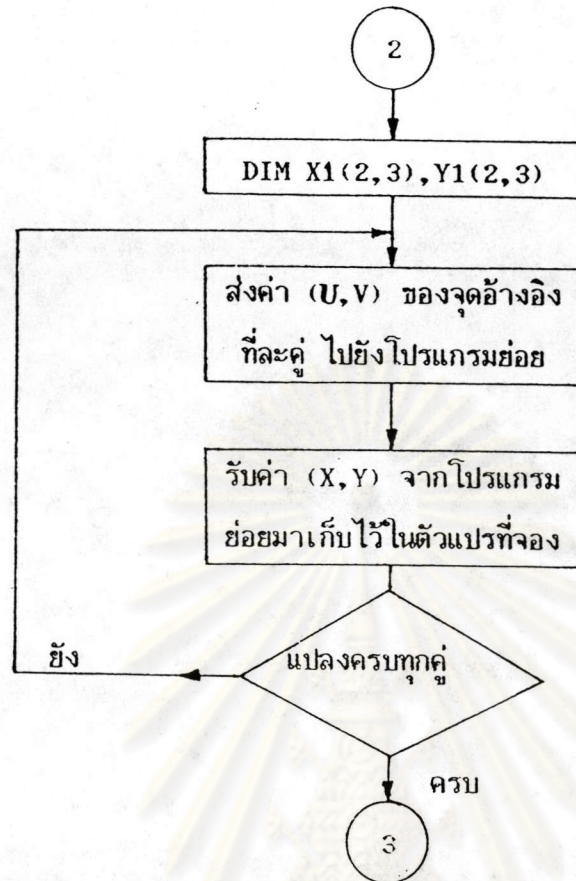 2
DIM X1(2,3),Y1(2,3)
ส่งค่า (U,V) ของจุดอ้างอิง
ที่ละคู่ ไปยังโปรแกรมย่อย
รับค่า (X,Y) จากโปรแกรม
ย่อยมาเก็บไว้ในตัวแปรที่จอง
แปลงครบทุกคู่
ยัง
ครบ
3